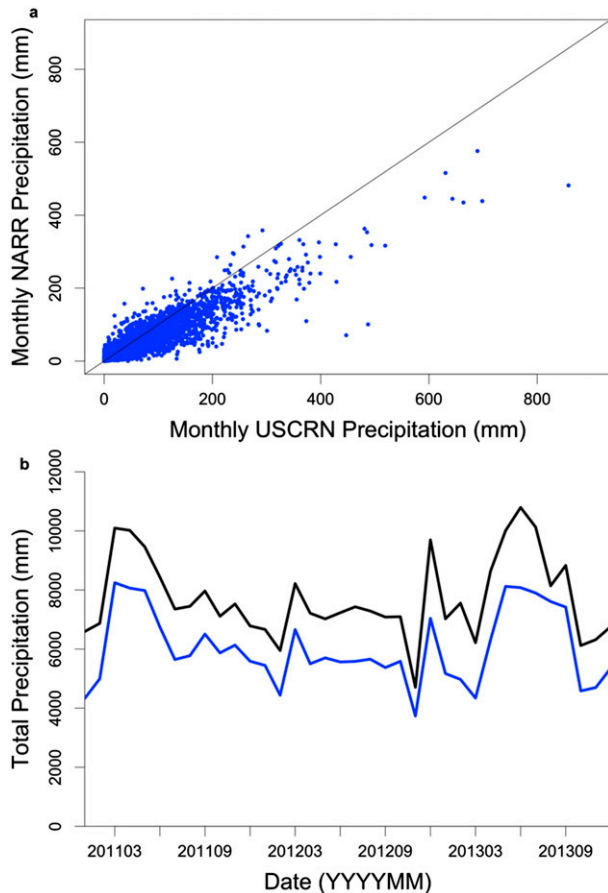 a
Monthly NARR Precipitation (mm)
800
600
400
200
0
0 200 400 600 800
Monthly USCRN Precipitation (mm)
b
Total Precipitation (mm)
12000
10000
8000
6000
4000
2000
0
201103 201109 201203 201209 201303 201309
Date (YYYYMM)